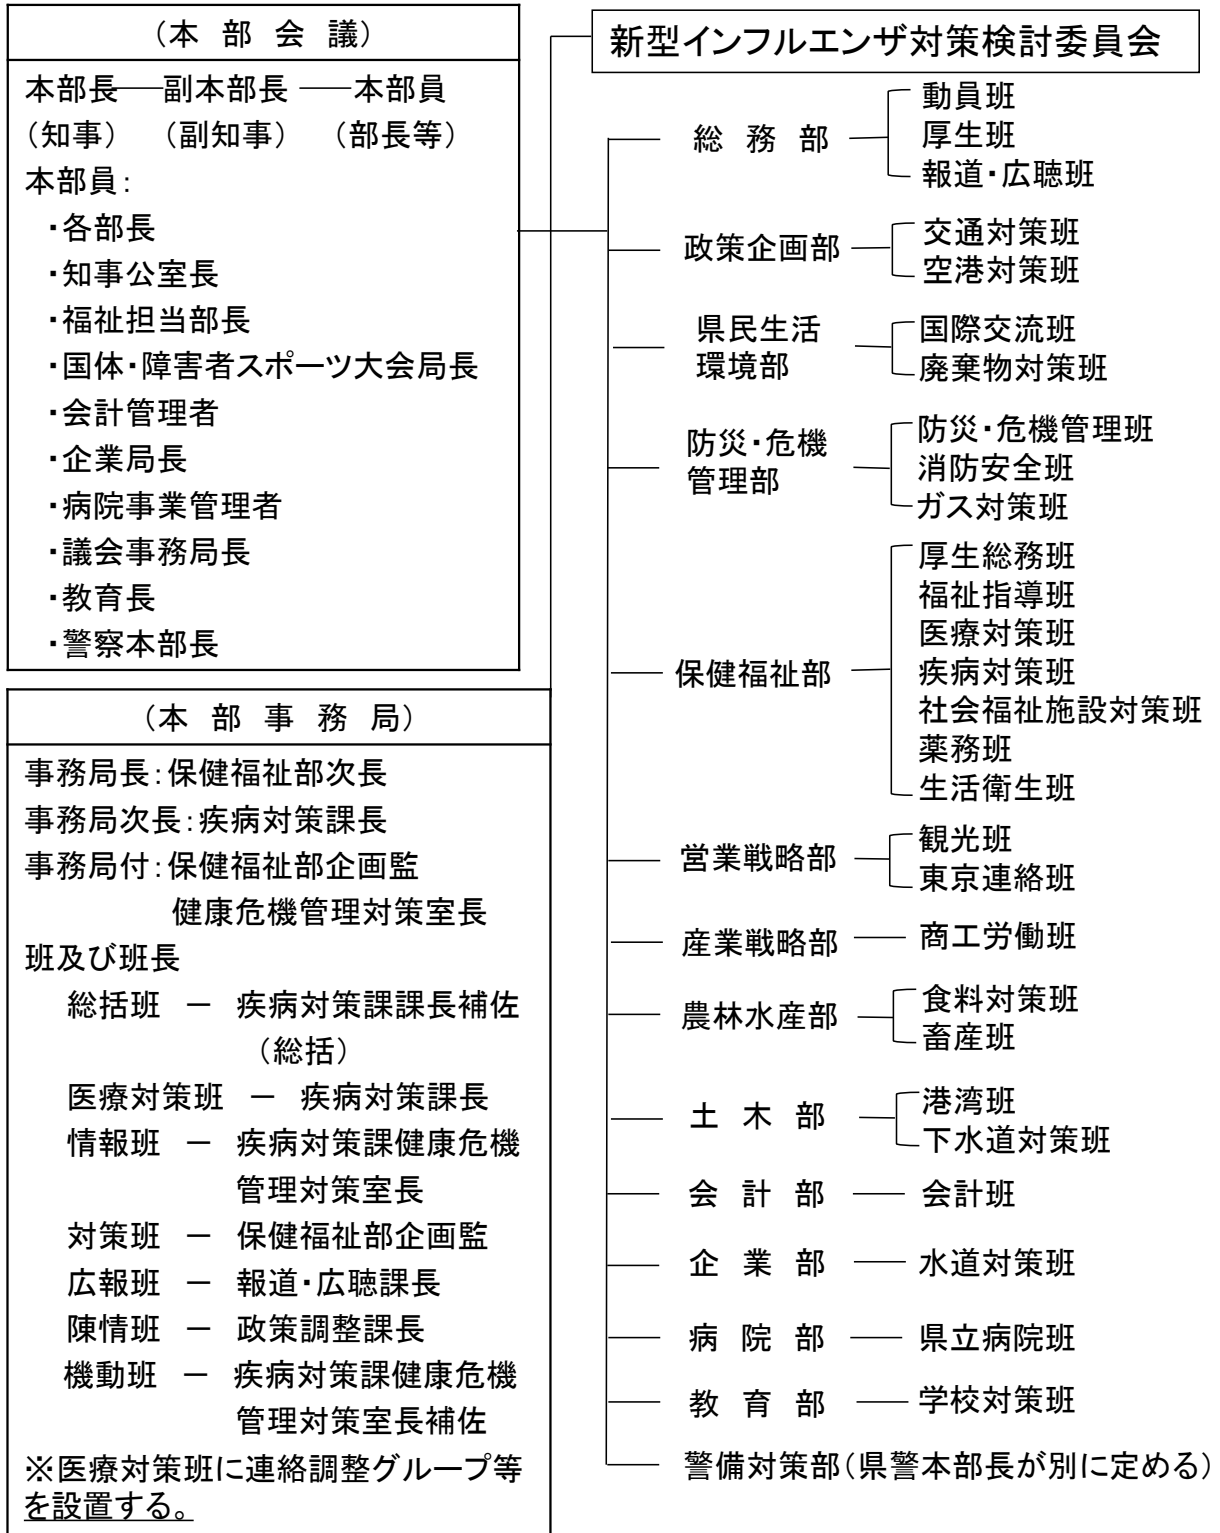 （本 部 会 議）
本部長──副本部長 ──本部員
（知事） （副知事） （部長等）
本部員：
・各部長
・知事公室長
・福祉担当部長
・国体・障害者スポーツ大会局長
・会計管理者
・企業局長
・病院事業管理者
・議会事務局長
・教育長
・警察本部長
（本 部 事 務 局）
事務局長：保健福祉部次長
事務局次長：疾病対策課長
事務局付：保健福祉部企画監
健康危機管理対策室長
班及び班長
総括班 － 疾病対策課課長補佐
（総括）
医療対策班 － 疾病対策課長
情報班 － 疾病対策課健康危機
管理対策室長
対策班 － 保健福祉部企画監
広報班 － 報道・広聴課長
陳情班 － 政策調整課長
機動班 － 疾病対策課健康危機
管理対策室長補佐
※医療対策班に連絡調整グループ等
を設置する。
新型インフルエンザ対策検討委員会
総 務 部
動員班
厚生班
報道・広聴班
政策企画部
交通対策班
空港対策班
県民生活
環境部
国際交流班
廃棄物対策班
防災・危機
管理部
防災・危機管理班
消防安全班
ガス対策班
保健福祉部
厚生総務班
福祉指導班
医療対策班
疾病対策班
社会福祉施設対策班
薬務班
生活衛生班
営業戦略部
観光班
東京連絡班
産業戦略部
商工労働班
農林水産部
食料対策班
畜産班
土 木 部
港湾班
下水道対策班
会 計 部
会計班
企 業 部
水道対策班
病 院 部
県立病院班
教 育 部
学校対策班
警備対策部（県警本部長が別に定める）